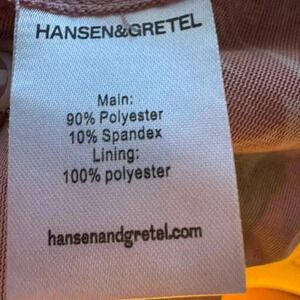 HANSEN&GRETEL
Main:
90% Polyester
10% Spandex
Lining:
100% polyester
hansenandgretel.com